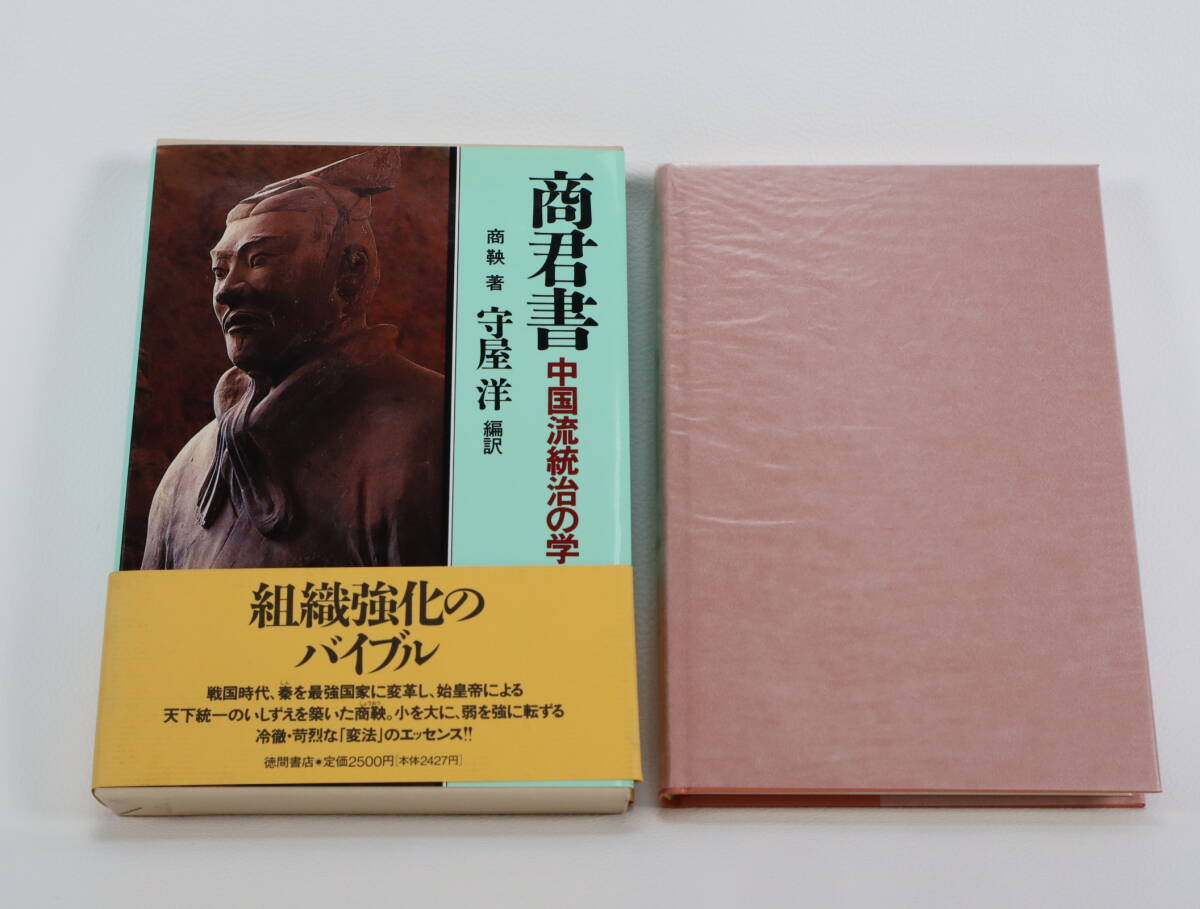 商君書
中国流統治の学
商鞅 著
守屋 洋 編訳
組織強化の
バイブル
戦国時代、秦を最強国家に変革し、始皇帝による
天下統一のいしずえを築いた商鞅。小を大に、弱を強に転ずる
冷徹・苛烈な「変法」のエッセンス!!
徳間書店●定価2500円[本体2427円]